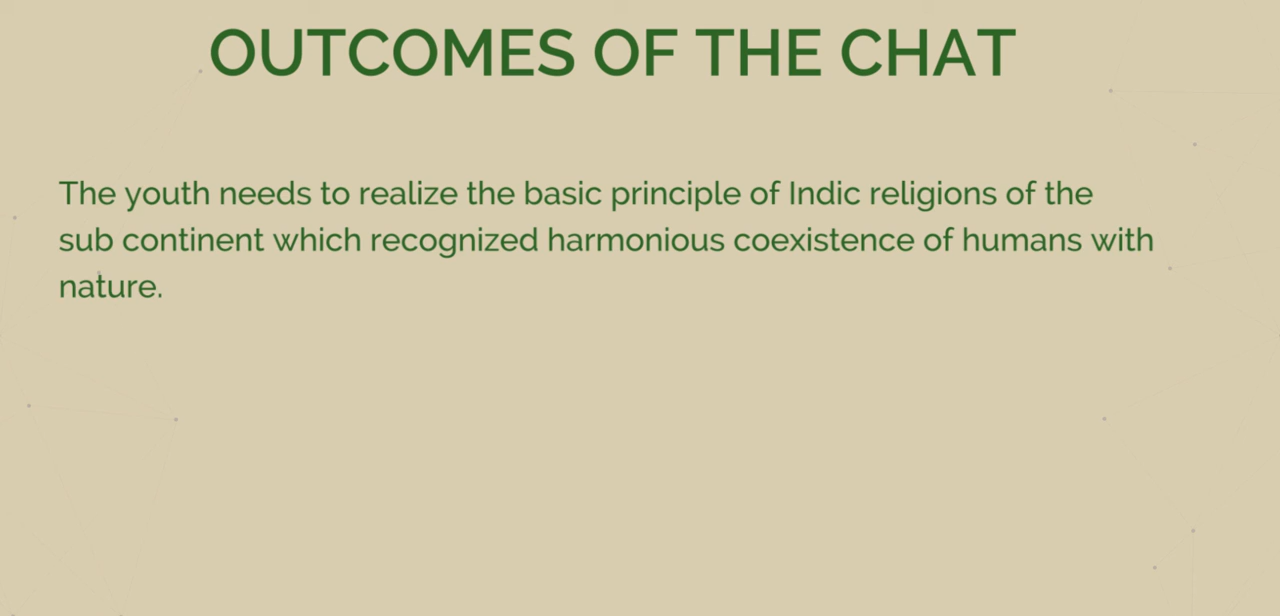 OUTCOMES OF THE CHAT
The youth needs to realize the basic principle of Indic religions of the
sub continent which recognized harmonious coexistence of humans with
nature.